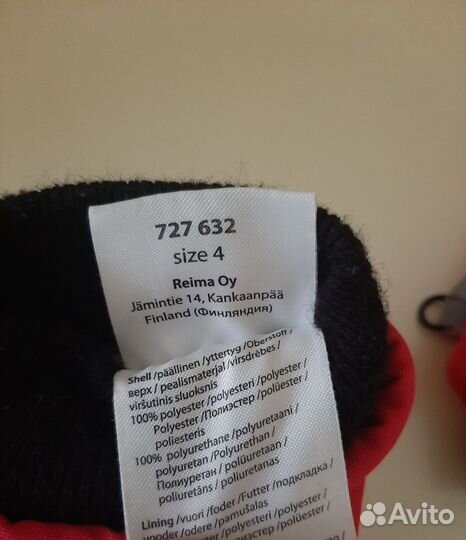 727 632
size 4
Reima Oy
Jämintie 14, Kankaanpää
Finland (Финляндия)
Shell /päällinen /yttertyg /Oberstoff /
верх / pealismaterjal /virsdrēbes /
viršutinis sluoksnis
100% polyester /polyesteri /polyester /
Polyester / Полиэстер /polüester /
poliesteris
100% polyurethane /polyuretaani /
polyuretan /Polyurethan /
Полиуретан / polüuretaan /
poliuretāns / poliuretanas
Lining /vuori /foder /Futter /подкладка /
vooder /odere /pamušalas
polyester /polyesteri /polyester /
Avito